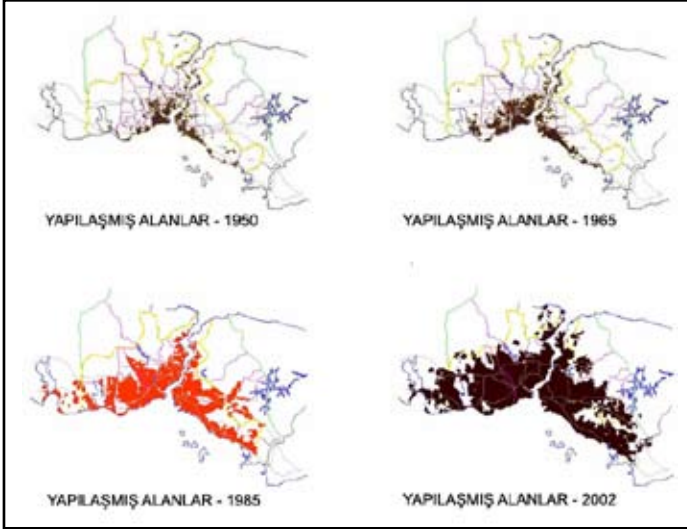 YAPILAŞMIŞ ALANLAR - 1950
YAPILAŞMIŞ ALANLAR - 1965
YAPILAŞMIŞ ALANLAR - 1985
YAPILAŞMIŞ ALANLAR - 2002